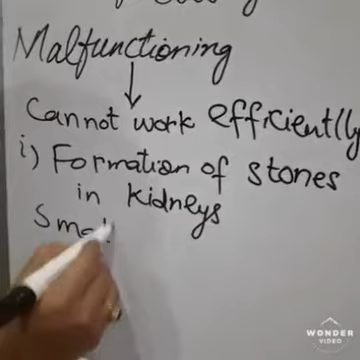 Malfunctioning
Cannot work efficiently
i) Formation of stones
in kidneys
WONDER
VIDEO